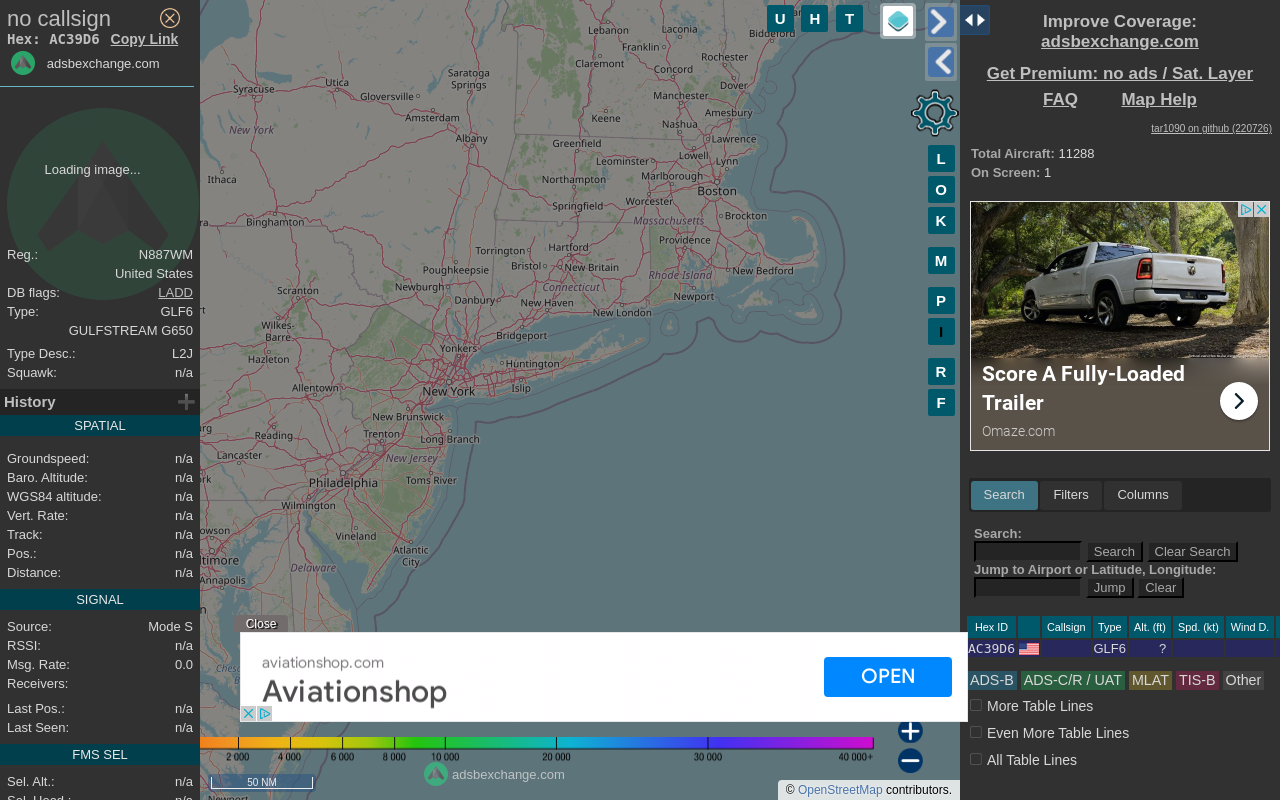 no callsign
Hex: AC39D6 Copy Link
adsbexchange.com
Loading image...
Reg.: N887WM
United States
DB flags: LADD
Type: GLF6
GULFSTREAM G650
Type Desc.: L2J
Squawk: n/a
History
SPATIAL
Groundspeed: n/a
Baro. Altitude: n/a
WGS84 altitude: n/a
Vert. Rate: n/a
Track: n/a
Pos.: n/a
Distance: n/a
SIGNAL
Source: Mode S
RSSI: n/a
Msg. Rate: 0.0
Receivers:
Last Pos.: n/a
Last Seen: n/a
FMS SEL
Sel. Alt.: n/a
U H T
Lebanon
Laconia
Biddeford
Franklin
Claremont
Rochester
Concord
Dover
Saratoga
Springs
Utica
Syracuse
Gloversville
Manchester
Amesbury
Amsterdam
Keene
Nashua
New York
Albany
Lawrence
Greenfield
Lowell
Leominster
Lynn
Ithaca
Northampton
Marlborough
Boston
Worcester
Springfield
Binghamton
Massachusetts
Brockton
Providence
Torrington
Hartford
Bristol
New Britain
Poughkeepsie
New Bedford
Rhode Island
Newburgh
Connecticut
Scranton
Danbury
New Haven
Newport
New London
Wilkes-
Barre
Bridgeport
Yonkers
Hazleton
Huntington
Allentown
New York
Islip
New Brunswick
Reading
Trenton
Long Branch
Lancaster
New Jersey
Philadelphia
Toms River
Wilmington
Vineland
Atlantic
City
Delaware
Annapolis
L
O
K
M
P
I
R
F
Close
aviationshop.com
Aviationshop
OPEN
2 000 4 000 6 000 8 000 10 000 20 000 30 000 40 000+
adsbexchange.com
50 NM
© OpenStreetMap contributors.
Improve Coverage:
adsbexchange.com
Get Premium: no ads / Sat. Layer
FAQ Map Help
tar1090 on github (220726)
Total Aircraft: 11288
On Screen: 1
Score A Fully-Loaded
Trailer
Omaze.com
Search Filters Columns
Search:
Search Clear Search
Jump to Airport or Latitude, Longitude:
Jump Clear
Hex ID Callsign Type Alt. (ft) Spd. (kt) Wind D.
AC39D6 GLF6 ?
ADS-B ADS-C/R / UAT MLAT TIS-B Other
More Table Lines
Even More Table Lines
All Table Lines